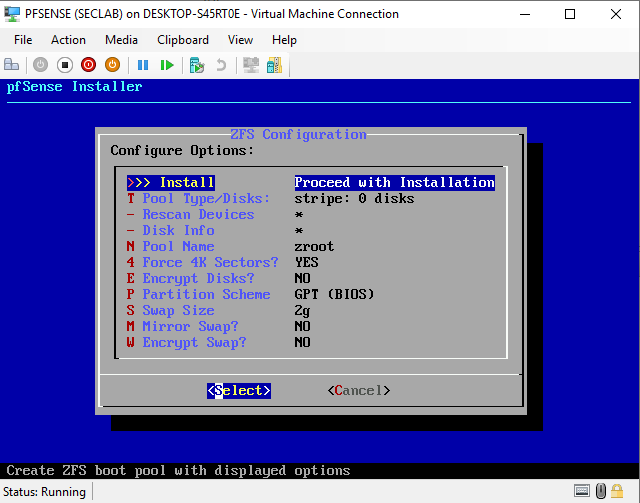 PFSENSE (SECLAB) on DESKTOP-S45RT0E - Virtual Machine Connection
File Action Media Clipboard View Help
pfSense Installer
ZFS Configuration
Configure Options:
>>> Install Proceed with Installation
T Pool Type/Disks: stripe: 0 disks
- Rescan Devices *
- Disk Info *
N Pool Name zroot
4 Force 4K Sectors? YES
E Encrypt Disks? NO
P Partition Scheme GPT (BIOS)
S Swap Size 2g
M Mirror Swap? NO
W Encrypt Swap? NO
<Select> <Cancel>
Create ZFS boot pool with displayed options
Status: Running